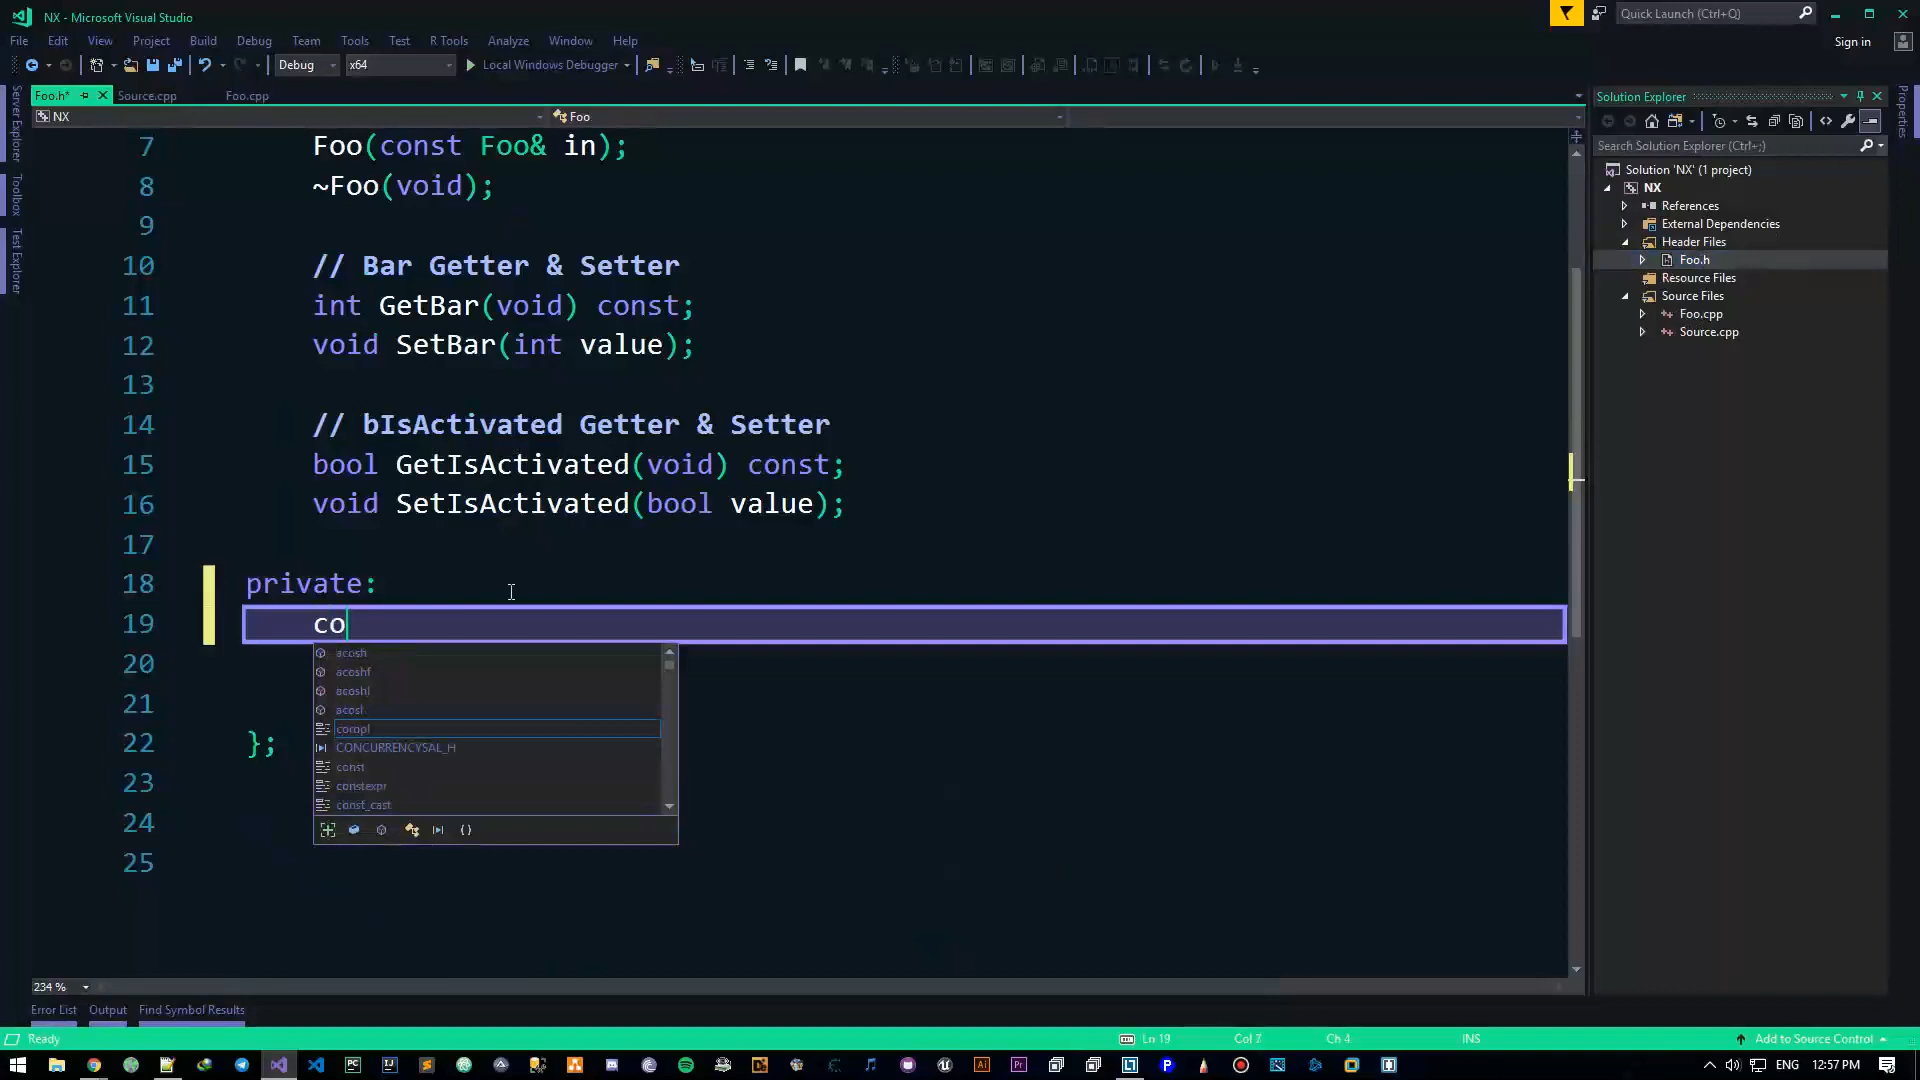 NX - Microsoft Visual Studio
Quick Launch (Ctrl+Q)
File Edit View Project Build Debug Team Tools Test R Tools Analyze Window Help
Sign in
Debug x64 Local Windows Debugger
Server Explorer
Toolbox
Test Explorer
Foo.h* Source.cpp Foo.cpp
NX Foo
7 Foo(const Foo& in);
8 ~Foo(void);
9
10 // Bar Getter & Setter
11 int GetBar(void) const;
12 void SetBar(int value);
13
14 // bIsActivated Getter & Setter
15 bool GetIsActivated(void) const;
16 void SetIsActivated(bool value);
17
18 private:
19 co
20
21
22 };
23
24
25
acosh
acoshf
acoshl
acosl
compl
CONCURRENCYSAL_H
const
constexpr
const_cast
Solution Explorer
Search Solution Explorer (Ctrl+;)
Solution 'NX' (1 project)
NX
References
External Dependencies
Header Files
Foo.h
Resource Files
Source Files
Foo.cpp
Source.cpp
Properties
234 %
Error List Output Find Symbol Results
Ready Ln 19 Col 7 Ch 4 INS Add to Source Control
ENG 12:57 PM